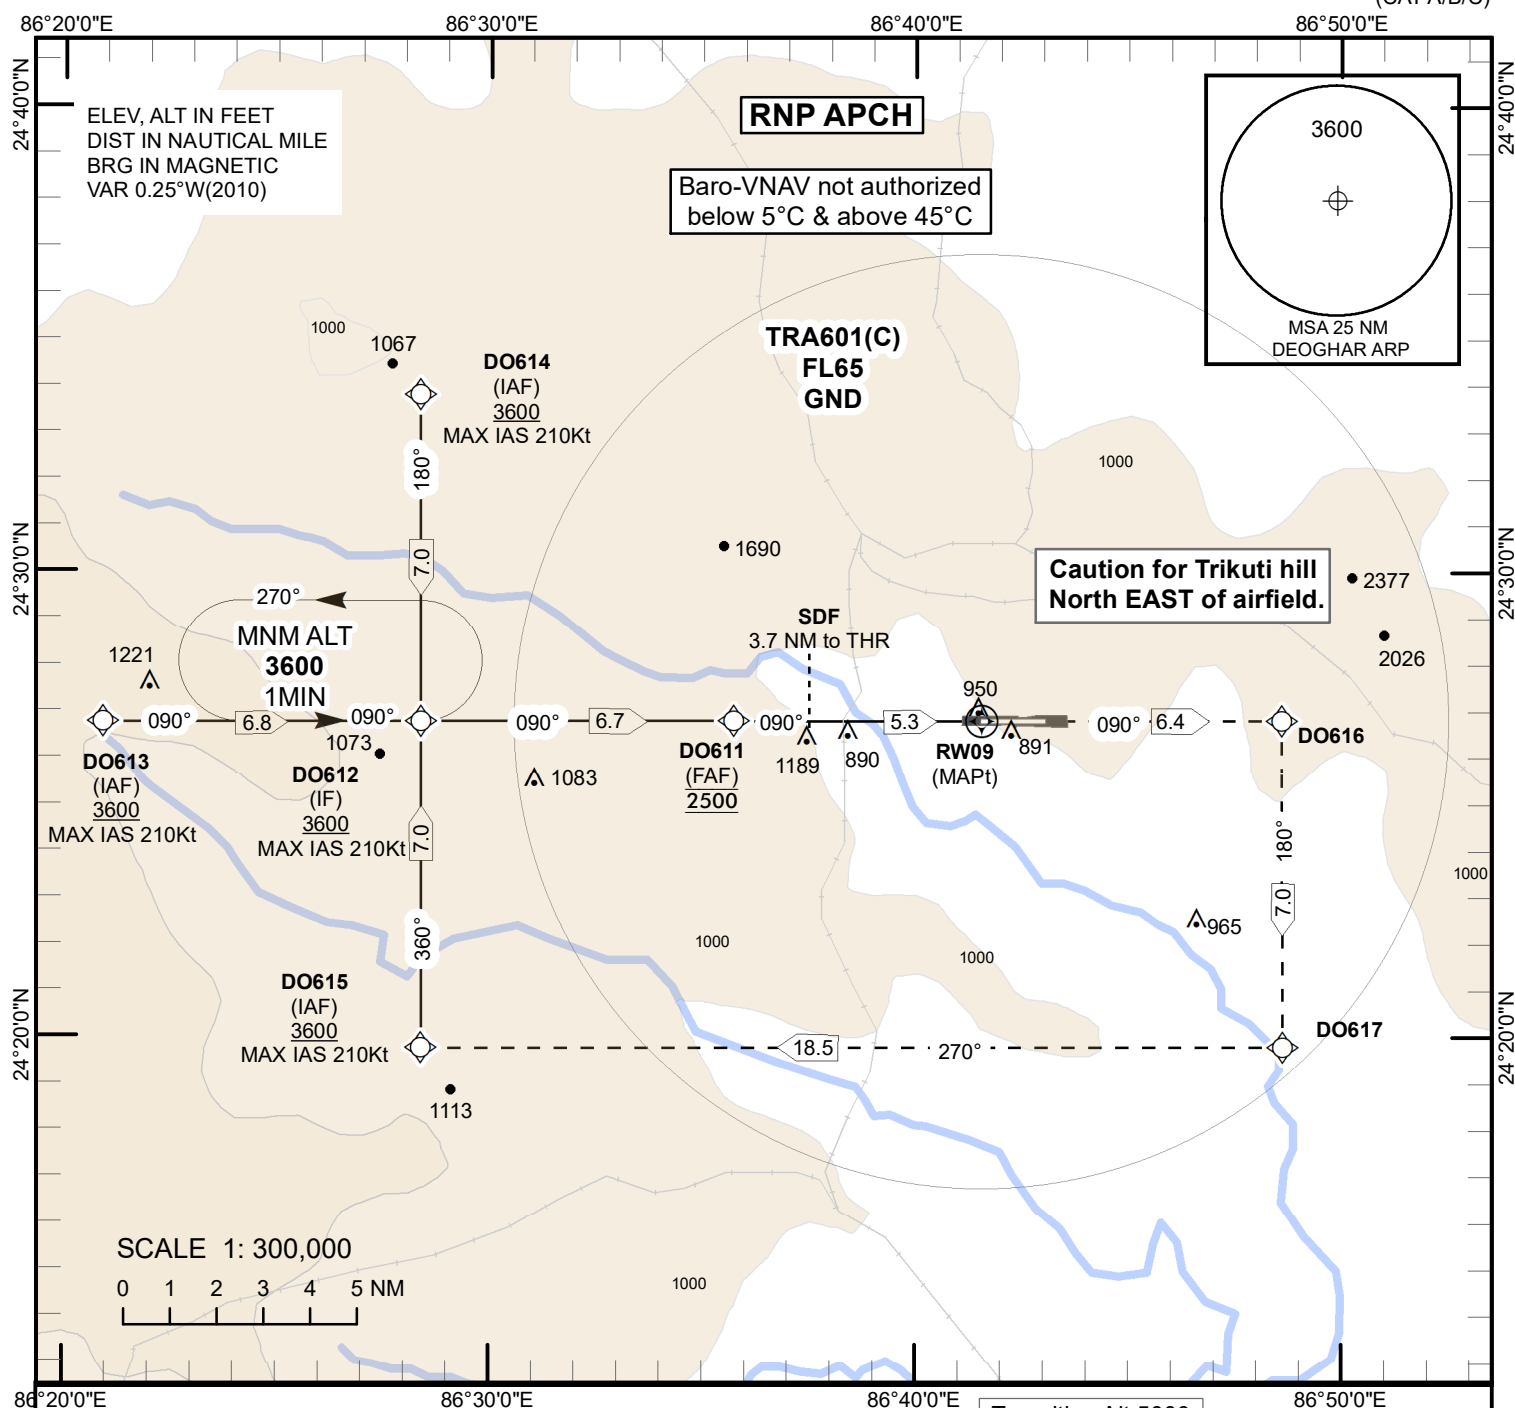 (CAT A/B/C)
86°20'0"E
86°30'0"E
86°40'0"E
86°50'0"E
24°40'0"N
24°40'0"N
ELEV, ALT IN FEET
DIST IN NAUTICAL MILE
BRG IN MAGNETIC
VAR 0.25°W(2010)
RNP APCH
Baro-VNAV not authorized
below 5°C & above 45°C
3600
MSA 25 NM
DEOGHAR ARP
1000
1067
DO614
(IAF)
3600
MAX IAS 210Kt
TRA601(C)
FL65
GND
180°
7.0
1000
1690
24°30'0"N
24°30'0"N
Caution for Trikuti hill
North EAST of airfield.
2377
2026
270°
MNM ALT
3600
1MIN
1221
SDF
3.7 NM to THR
950
090°
6.8
090°
090°
6.7
090°
5.3
090°
6.4
1073
1083
1189
890
891
DO613
(IAF)
3600
MAX IAS 210Kt
DO612
(IF)
3600
MAX IAS 210Kt
DO611
(FAF)
2500
RW09
(MAPt)
DO616
7.0
360°
180°
7.0
1000
965
1000
1000
DO615
(IAF)
3600
MAX IAS 210Kt
24°20'0"N
24°20'0"N
18.5
270°
DO617
1113
SCALE 1: 300,000
0 1 2 3 4 5 NM
1000
86°20'0"E
86°30'0"E
86°40'0"E
86°50'0"E
Transition Alt 5000